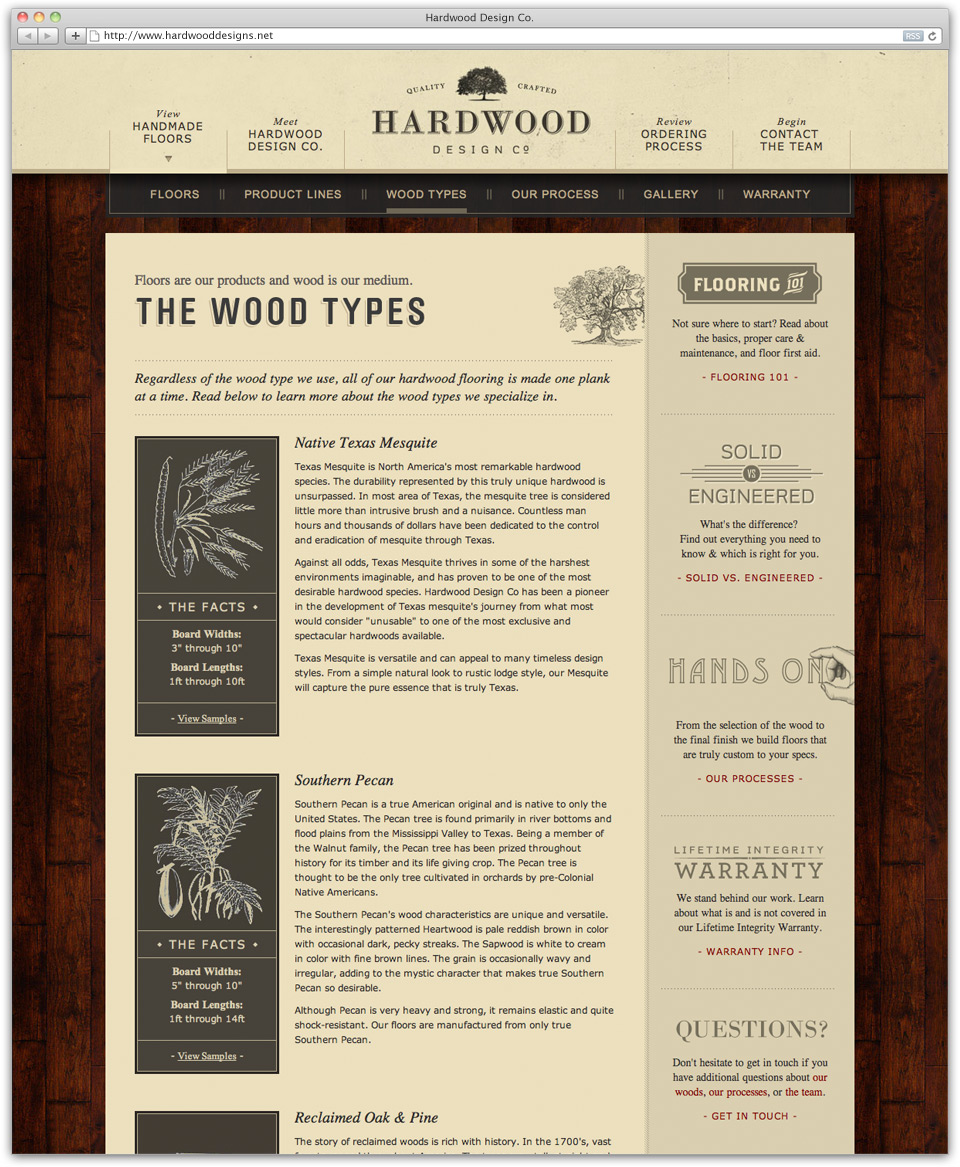 Hardwood Design Co.
http://www.hardwooddesigns.net
RSS
View
HANDMADE
FLOORS
Meet
HARDWOOD
DESIGN CO.
QUALITY CRAFTED
HARDWOOD
DESIGN Cº
Review
ORDERING
PROCESS
Begin
CONTACT
THE TEAM
FLOORS || PRODUCT LINES || WOOD TYPES || OUR PROCESS || GALLERY || WARRANTY
Floors are our products and wood is our medium.
THE WOOD TYPES
Regardless of the wood type we use, all of our hardwood flooring is made one plank
at a time. Read below to learn more about the wood types we specialize in.
THE FACTS
Board Widths:
3" through 10"
Board Lengths:
1ft through 10ft
- View Samples -
Native Texas Mesquite
Texas Mesquite is North America's most remarkable hardwood
species. The durability represented by this truly unique hardwood is
unsurpassed. In most area of Texas, the mesquite tree is considered
little more than intrusive brush and a nuisance. Countless man
hours and thousands of dollars have been dedicated to the control
and eradication of mesquite through Texas.
Against all odds, Texas Mesquite thrives in some of the harshest
environments imaginable, and has proven to be one of the most
desirable hardwood species. Hardwood Design Co has been a pioneer
in the development of Texas mesquite's journey from what most
would consider "unusable" to one of the most exclusive and
spectacular hardwoods available.
Texas Mesquite is versatile and can appeal to many timeless design
styles. From a simple natural look to rustic lodge style, our Mesquite
will capture the pure essence that is truly Texas.
THE FACTS
Board Widths:
5" through 10"
Board Lengths:
1ft through 14ft
- View Samples -
Southern Pecan
Southern Pecan is a true American original and is native to only the
United States. The Pecan tree is found primarily in river bottoms and
flood plains from the Mississippi Valley to Texas. Being a member of
the Walnut family, the Pecan tree has been prized throughout
history for its timber and its life giving crop. The Pecan tree is
thought to be the only tree cultivated in orchards by pre-Colonial
Native Americans.
The Southern Pecan's wood characteristics are unique and versatile.
The interestingly patterned Heartwood is pale reddish brown in color
with occasional dark, pecky streaks. The Sapwood is white to cream
in color with fine brown lines. The grain is occasionally wavy and
irregular, adding to the mystic character that makes true Southern
Pecan so desirable.
Although Pecan is very heavy and strong, it remains elastic and quite
shock-resistant. Our floors are manufactured from only true
Southern Pecan.
Reclaimed Oak & Pine
The story of reclaimed woods is rich with history. In the 1700's, vast
FLOORING 101
Not sure where to start? Read about
the basics, proper care &
maintenance, and floor first aid.
- FLOORING 101 -
SOLID
VS
ENGINEERED
What's the difference?
Find out everything you need to
know & which is right for you.
- SOLID VS. ENGINEERED -
HANDS ON
From the selection of the wood to
the final finish we build floors that
are truly custom to your specs.
- OUR PROCESSES -
LIFETIME INTEGRITY
WARRANTY
We stand behind our work. Learn
about what is and is not covered in
our Lifetime Integrity Warranty.
- WARRANTY INFO -
QUESTIONS?
Don't hesitate to get in touch if you
have additional questions about our
woods, our processes, or the team.
- GET IN TOUCH -